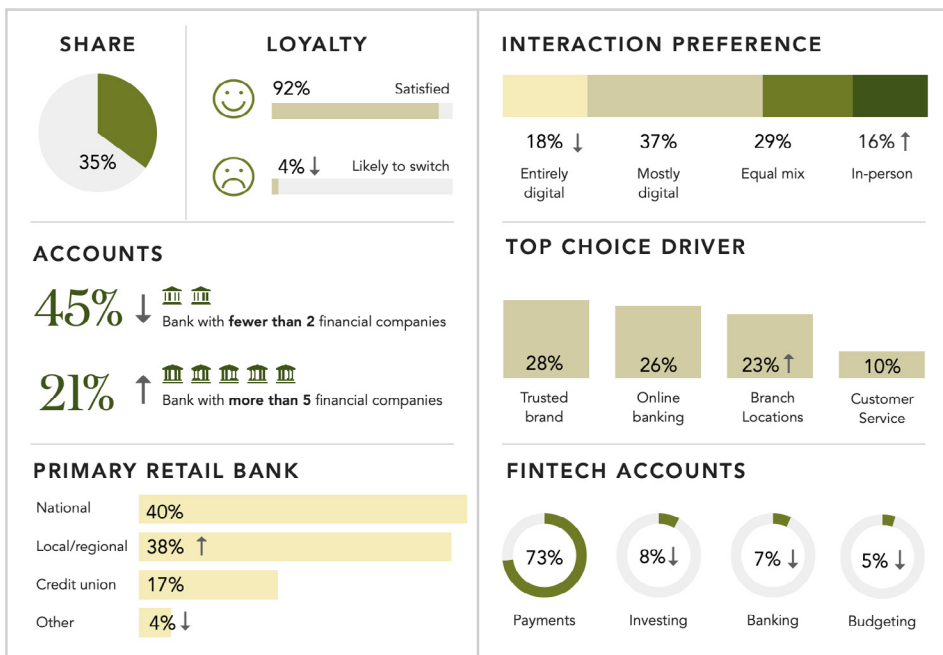 SHARE
35%
LOYALTY
92% Satisfied
4% ↓ Likely to switch
ACCOUNTS
45% ↓
Bank with fewer than 2 financial companies
21% ↑
Bank with more than 5 financial companies
PRIMARY RETAIL BANK
National 40%
Local/regional 38% ↑
Credit union 17%
Other 4% ↓
INTERACTION PREFERENCE
18% ↓ 37% 29% 16% ↑
Entirely Mostly Equal mix In-person
digital digital
TOP CHOICE DRIVER
28% 26% 23% ↑ 10%
Trusted Online Branch Customer
brand banking Locations Service
FINTECH ACCOUNTS
73% 8% ↓ 7% ↓ 5% ↓
Payments Investing Banking Budgeting